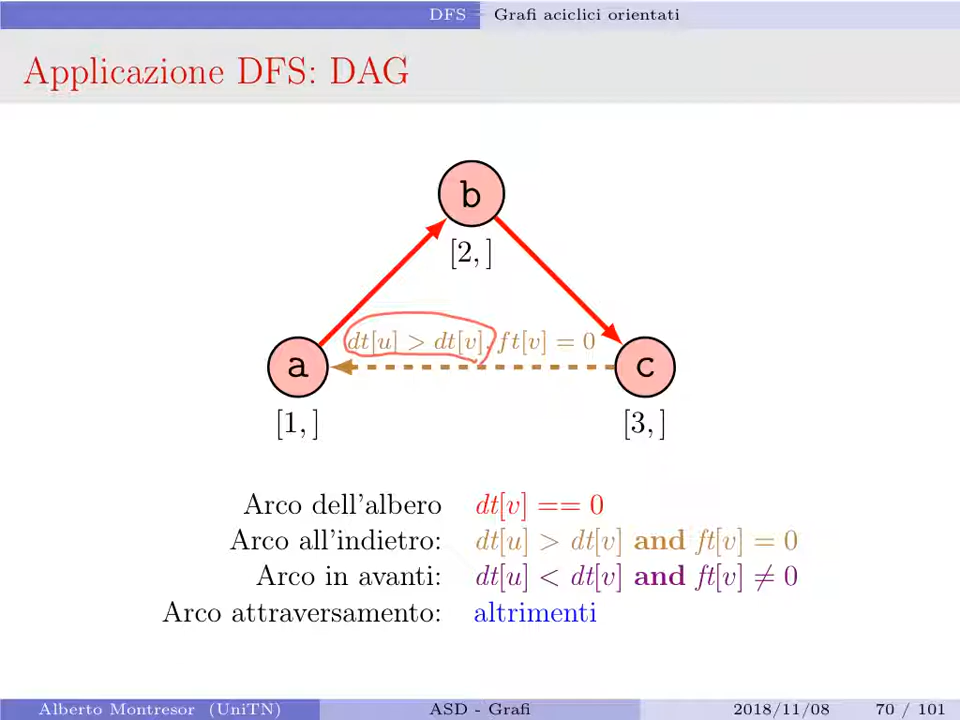 DFS Grafi aciclici orientati
Applicazione DFS: DAG
b
[2, ]
dt[u] > dt[v], ft[v] = 0
a
c
[1, ]
[3, ]
Arco dell'albero dt[v] == 0
Arco all'indietro: dt[u] > dt[v] and ft[v] = 0
Arco in avanti: dt[u] < dt[v] and ft[v] ≠ 0
Arco attraversamento: altrimenti
Alberto Montresor (UniTN) ASD - Grafi 2018/11/08 70 / 101